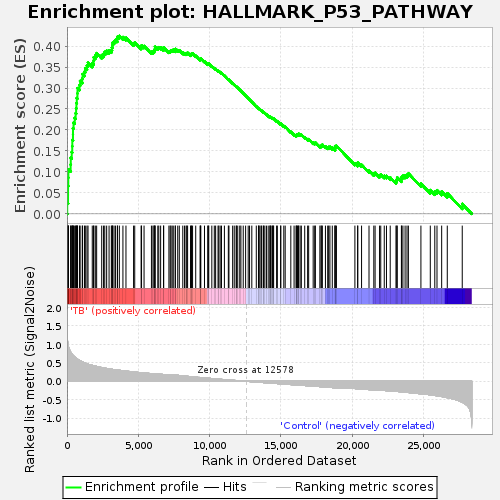 Enrichment plot: HALLMARK_P53_PATHWAY
Enrichment score (ES)
0.40
0.35
0.30
0.25
0.20
0.15
0.10
0.05
0.00
'TB' (positively correlated)
Ranked list metric (Signal2Noise)
2.0
1.5
1.0
0.5
0.0
-0.5
-1.0
Zero cross at 12578
'Control' (negatively correlated)
0
5,000
10,000
15,000
20,000
25,000
Rank in Ordered Dataset
Enrichment profile
Hits
Ranking metric scores